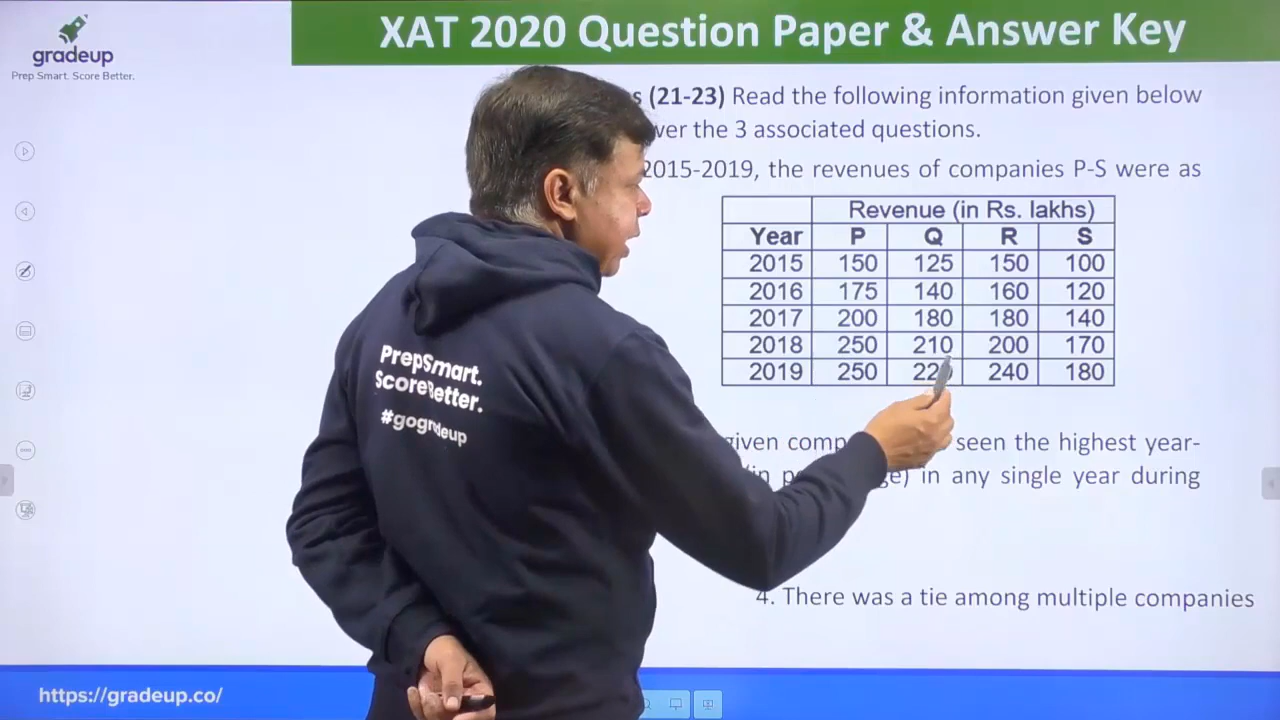 gradeup
Prep Smart. Score Better.
XAT 2020 Question Paper & Answer Key
(21-23) Read the following information given below
the 3 associated questions.
2015-2019, the revenues of companies P-S were as
Revenue (in Rs. lakhs)
Year P Q R S
2015 150 125 150 100
2016 175 140 160 120
2017 200 180 180 140
2018 250 210 200 170
2019 250 240 180
given seen the highest year-
in any single year during
4. There was a tie among multiple companies
PrepSmart.
ScoreBetter.
#gogradeup
https://gradeup.co/